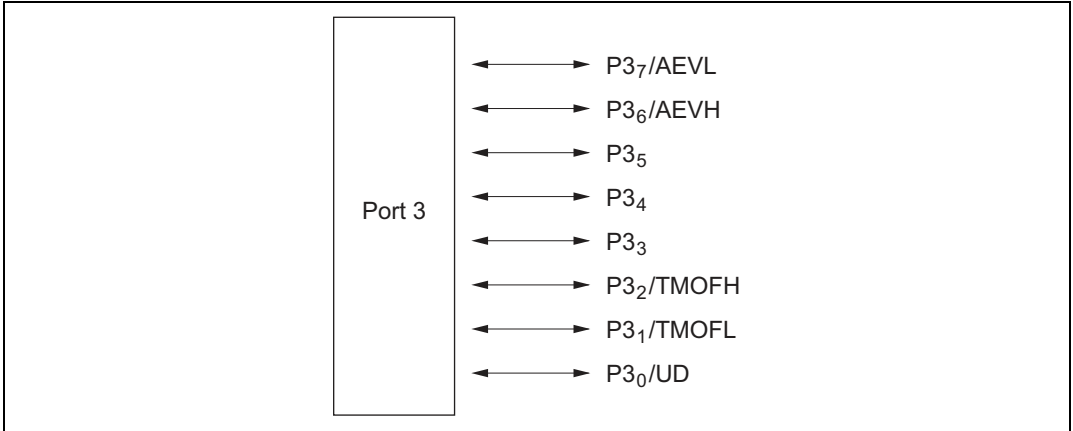 Port 3
P3₇/AEVL
P3₆/AEVH
P3₅
P3₄
P3₃
P3₂/TMOFH
P3₁/TMOFL
P3₀/UD